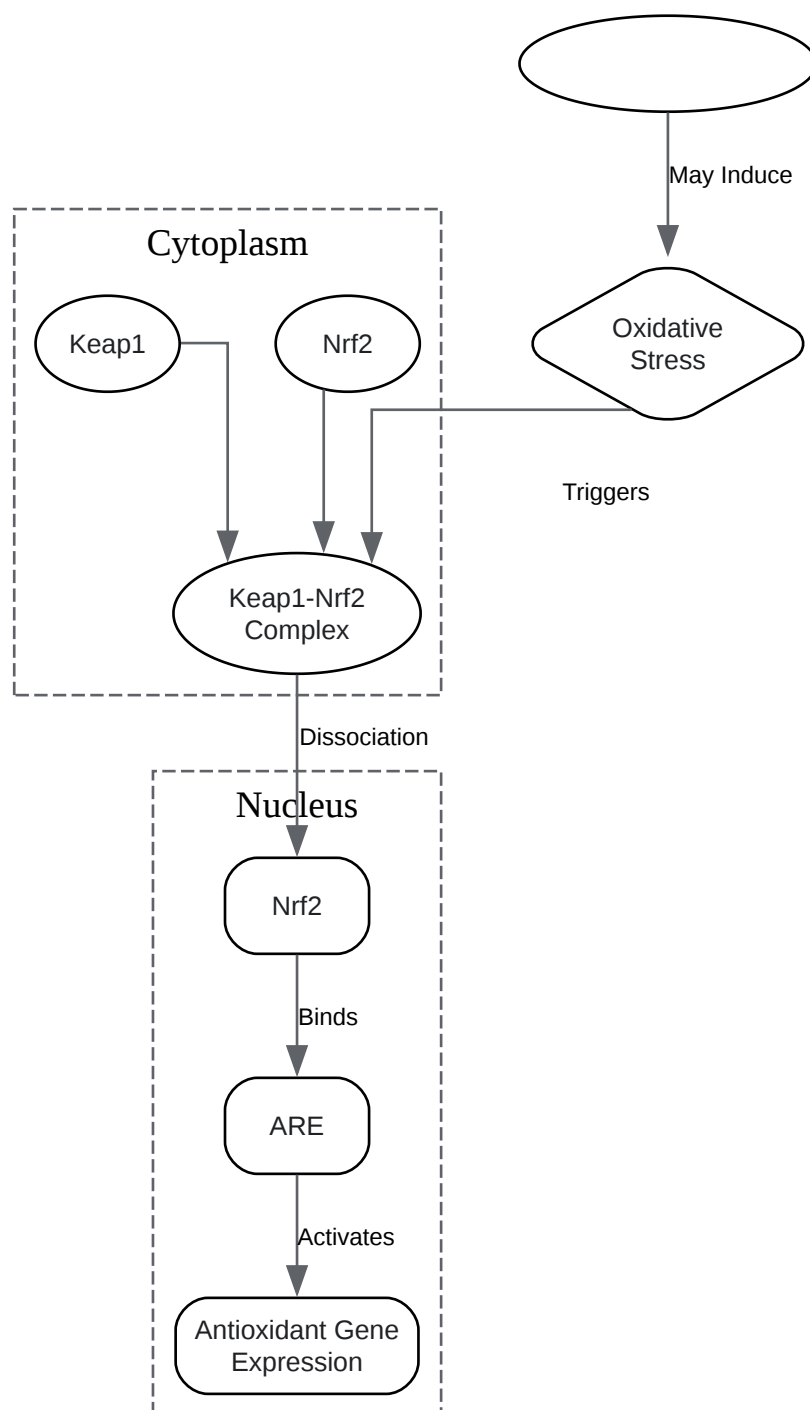 May Induce
Cytoplasm
Keap1
Nrf2
Oxidative
Stress
Triggers
Keap1-Nrf2
Complex
Dissociation
Nucleus
Nrf2
Binds
ARE
Activates
Antioxidant Gene
Expression